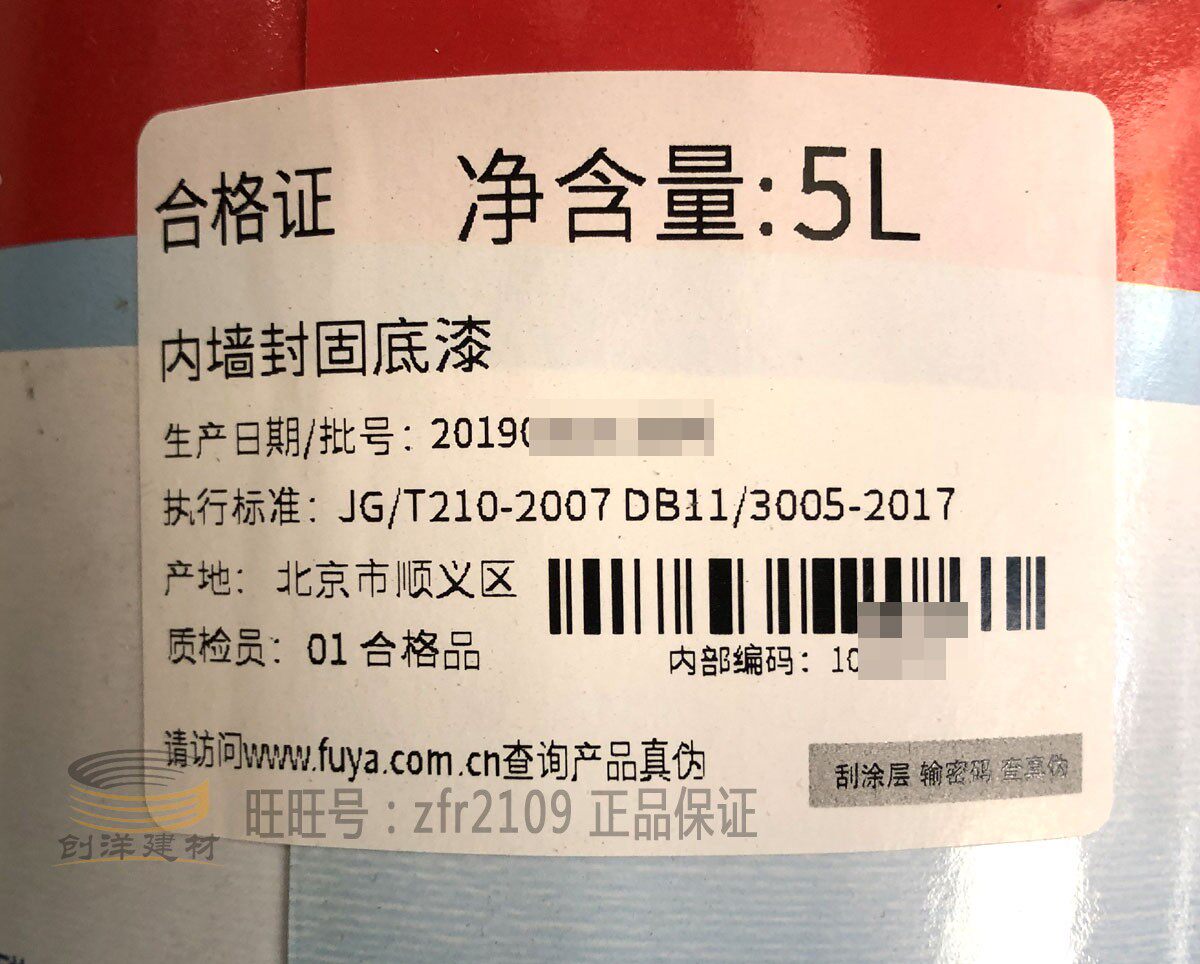 合格证 净含量:5L
内墙封固底漆
生产日期/批号：2019
执行标准：JG/T210-2007 DB11/3005-2017
产地：北京市顺义区
质检员：01 合格品
内部编码：10
请访问www.fuya.com.cn查询产品真伪
刮涂层 输密码 查真伪
旺旺号：zfr2109 正品保证
创洋建材